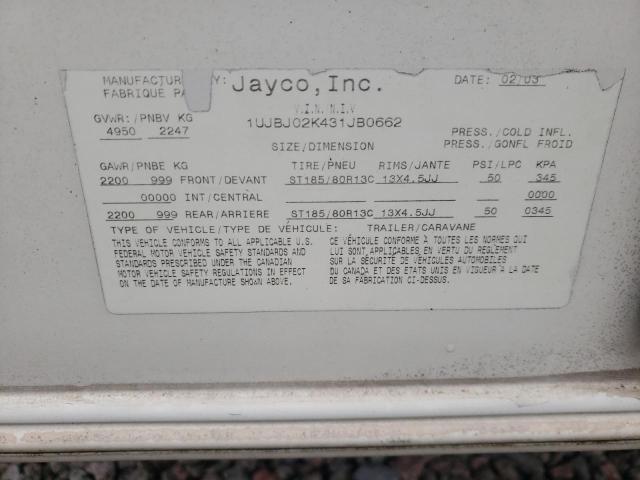 MANUFACTUR Y: Jayco, Inc. DATE: 02/03
FABRIQUE PA
V.I.N. N.I.V
GVWR:/PNBV KG 1UJBJ02K431JB0662
4950 2247 PRESS./COLD INFL.
SIZE/DIMENSION PRESS./GONFL FROID
GAWR/PNBE KG TIRE/PNEU RIMS/JANTE PSI/LPC KPA
2200 999 FRONT/DEVANT ST185/80R13C 13X4.5JJ 50 345
00000 INT/CENTRAL 0000
2200 999 REAR/ARRIERE ST185/80R13C 13X4.5JJ 50 0345
TYPE OF VEHICLE/TYPE DE VÉHICULE: TRAILER/CARAVANE
THIS VEHICLE CONFORMS TO ALL APPLICABLE U.S. CE VÉHICULE CONFORME À TOUTES LES NORMES QUI
FEDERAL MOTOR VEHICLE SAFETY STANDARDS AND LUI SONT APPLICABLES EN VERTU DU RÈGLEMENT
STANDARDS PRESCRIBED UNDER THE CANADIAN SUR LA SÉCURITÉ DE VÉHICULES AUTOMOBILES
MOTOR VEHICLE SAFETY REGULATIONS IN EFFECT DU CANADA ET DES ÉTATS UNIS EN VIGUEUR À LA DATE
ON THE DATE OF MANUFACTURE SHOWN ABOVE. DE SA FABRICATION CI-DESSUS.